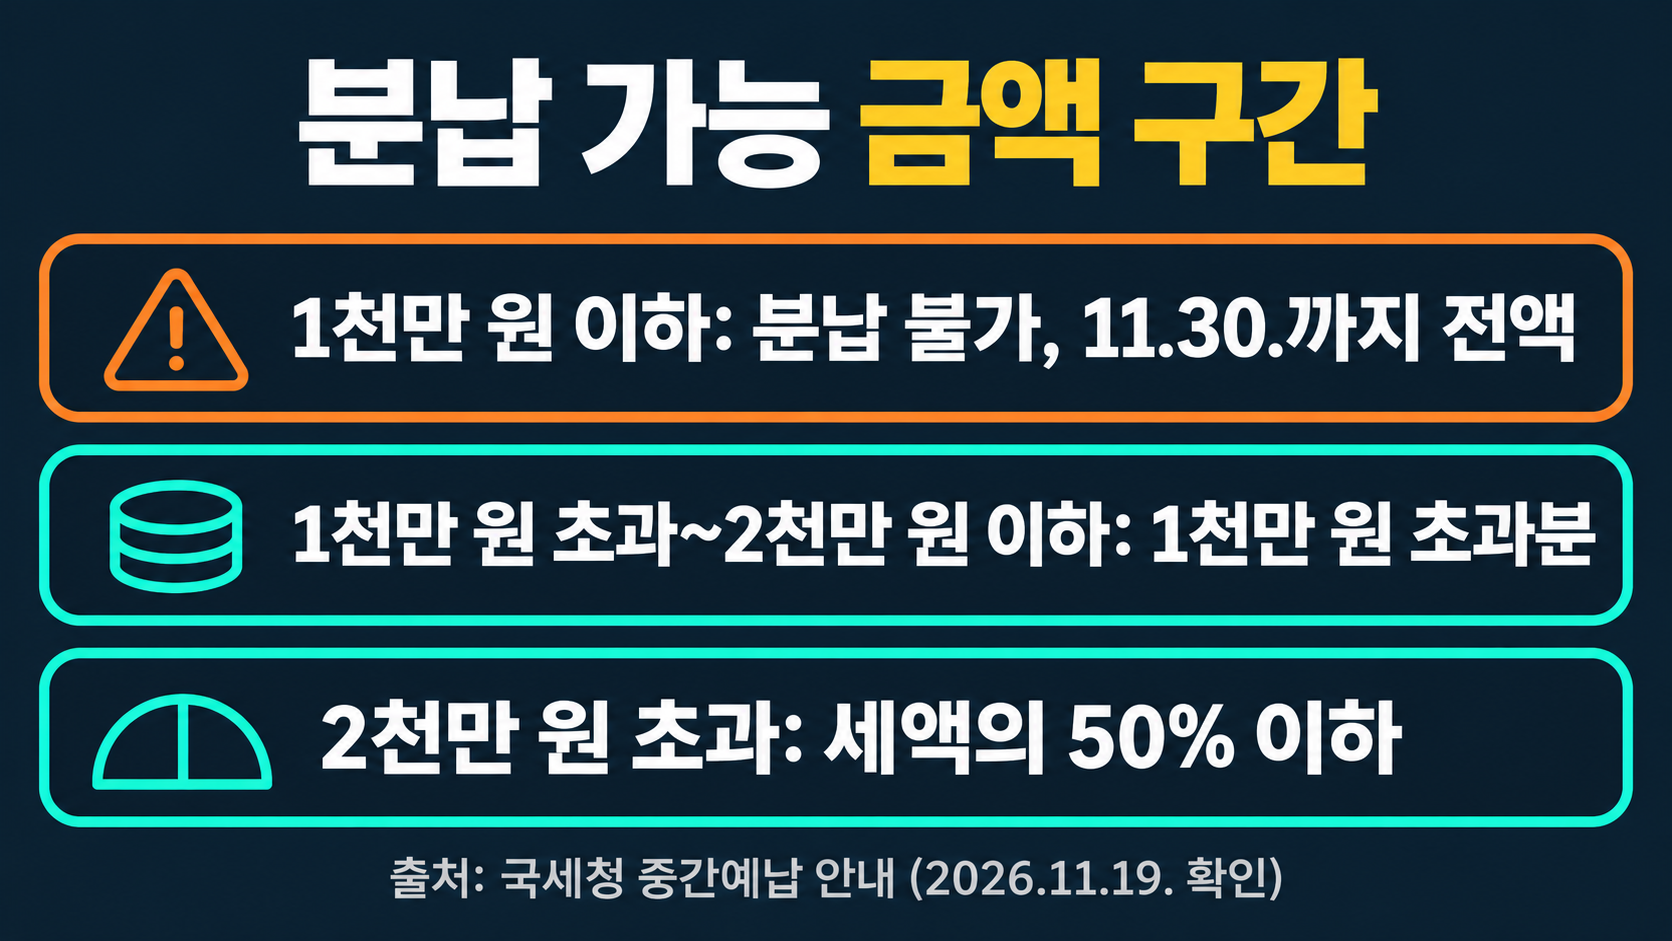 분납 가능 금액 구간
1천만 원 이하: 분납 불가, 11.30.까지 전액
1천만 원 초과~2천만 원 이하: 1천만 원 초과분
2천만 원 초과: 세액의 50% 이하
출처: 국세청 중간예납 안내 (2026.11.19. 확인)